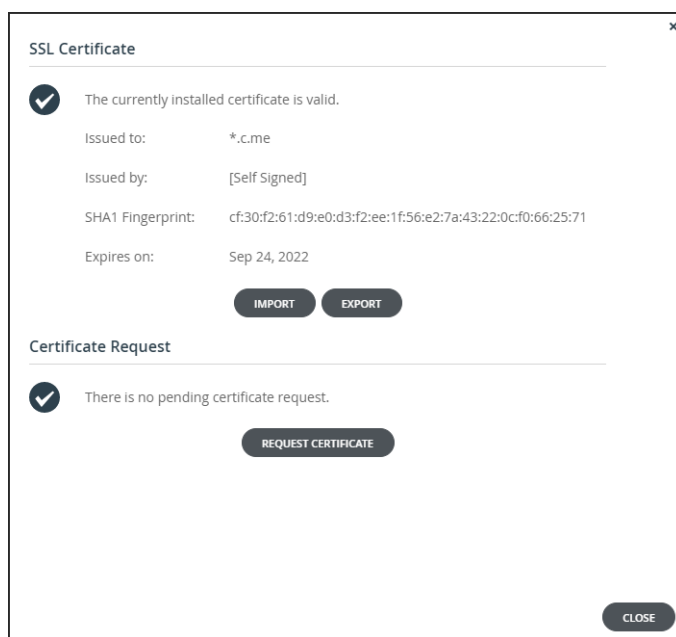 ×
SSL Certificate
The currently installed certificate is valid.
Issued to: *.c.me
Issued by: [Self Signed]
SHA1 Fingerprint: cf:30:f2:61:d9:e0:d3:f2:ee:1f:56:e2:7a:43:22:0c:f0:66:25:71
Expires on: Sep 24, 2022
IMPORT EXPORT
Certificate Request
There is no pending certificate request.
REQUEST CERTIFICATE
CLOSE